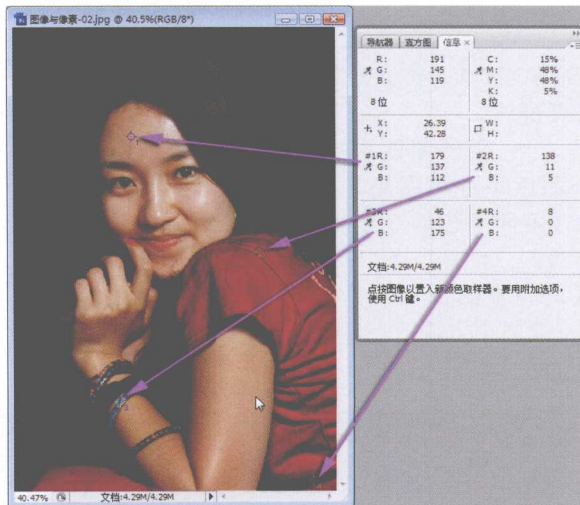 图像与像素-02.jpg @ 40.5%(RGB/8*)
导航器 直方图 信息 ×
R: 191 C: 15%
G: 145 M: 48%
B: 119 Y: 48%
K: 5%
8位 8位
X: 26.39 W:
Y: 42.28 H:
#1R: 179 #2R: 138
G: 137 G: 11
B: 112 B: 5
#3R: 46 #4R: 8
G: 123 G: 0
B: 175 B: 0
文档:4.29M/4.29M
点按图像以置入新颜色取样器。要用附加选项,
使用 Ctrl 键。
40.47% 文档:4.29M/4.29M